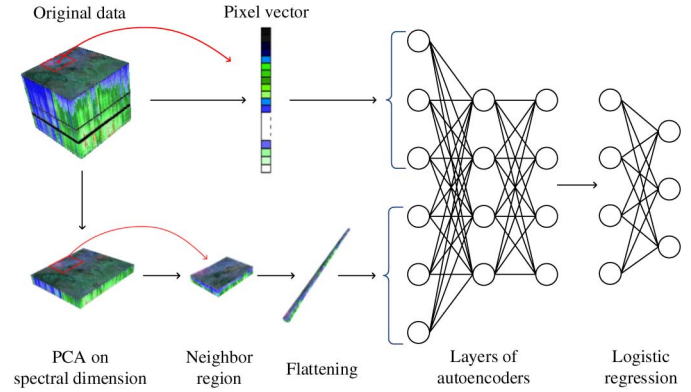 Original data
Pixel vector
PCA on
spectral dimension
Neighbor
region
Flattening
Layers of
autoencoders
Logistic
regression